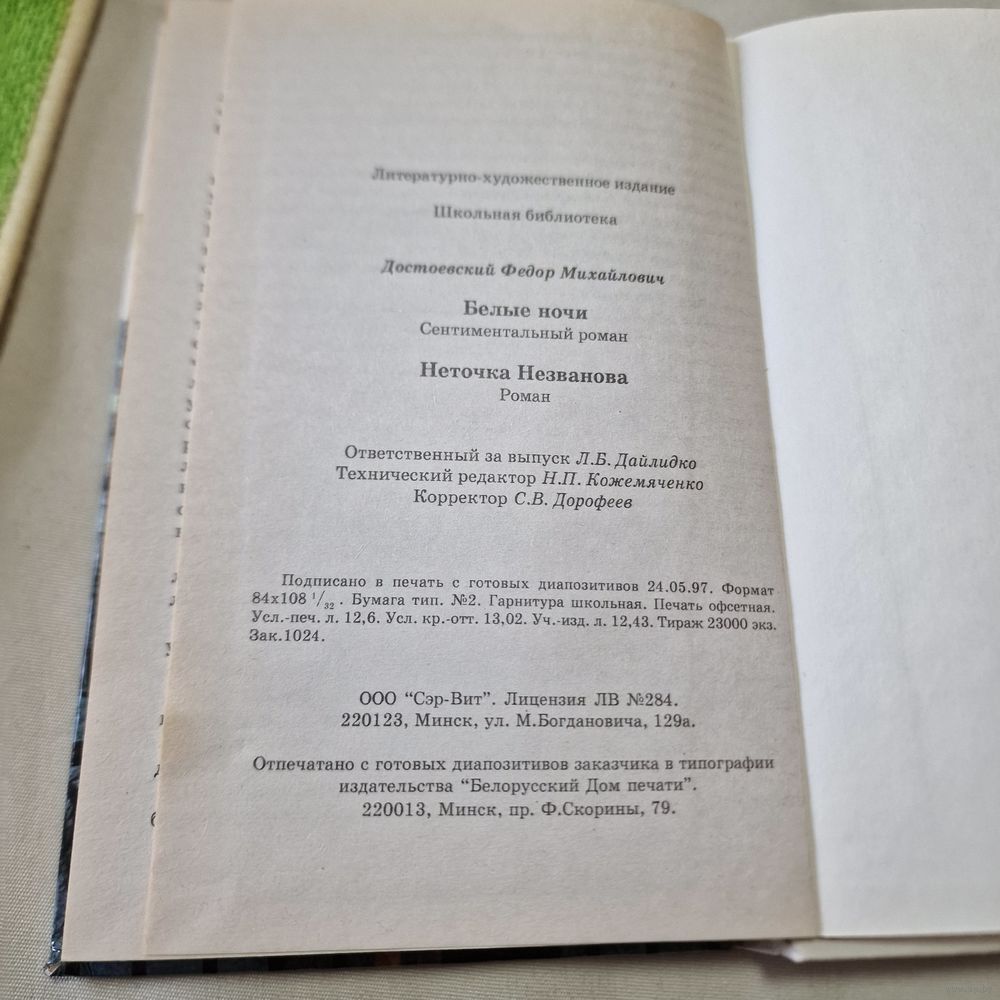 Литературно-художественное издание
Школьная библиотека
Достоевский Федор Михайлович
Белые ночи
Сентиментальный роман
Неточка Незванова
Роман
Ответственный за выпуск Л.Б. Дайлидко
Технический редактор Н.П. Кожемяченко
Корректор С.В. Дорофеев
Подписано в печать с готовых диапозитивов 24.05.97. Формат
84х108 1/32 . Бумага тип. №2. Гарнитура школьная. Печать офсетная.
Усл.-печ. л. 12,6. Усл. кр.-отт. 13,02. Уч.-изд. л. 12,43. Тираж 23000 экз.
Зак.1024.
ООО “Сэр-Вит”. Лицензия ЛВ №284.
220123, Минск, ул. М.Богдановича, 129а.
Отпечатано с готовых диапозитивов заказчика в типографии
издательства “Белорусский Дом печати”.
220013, Минск, пр. Ф.Скорины, 79.